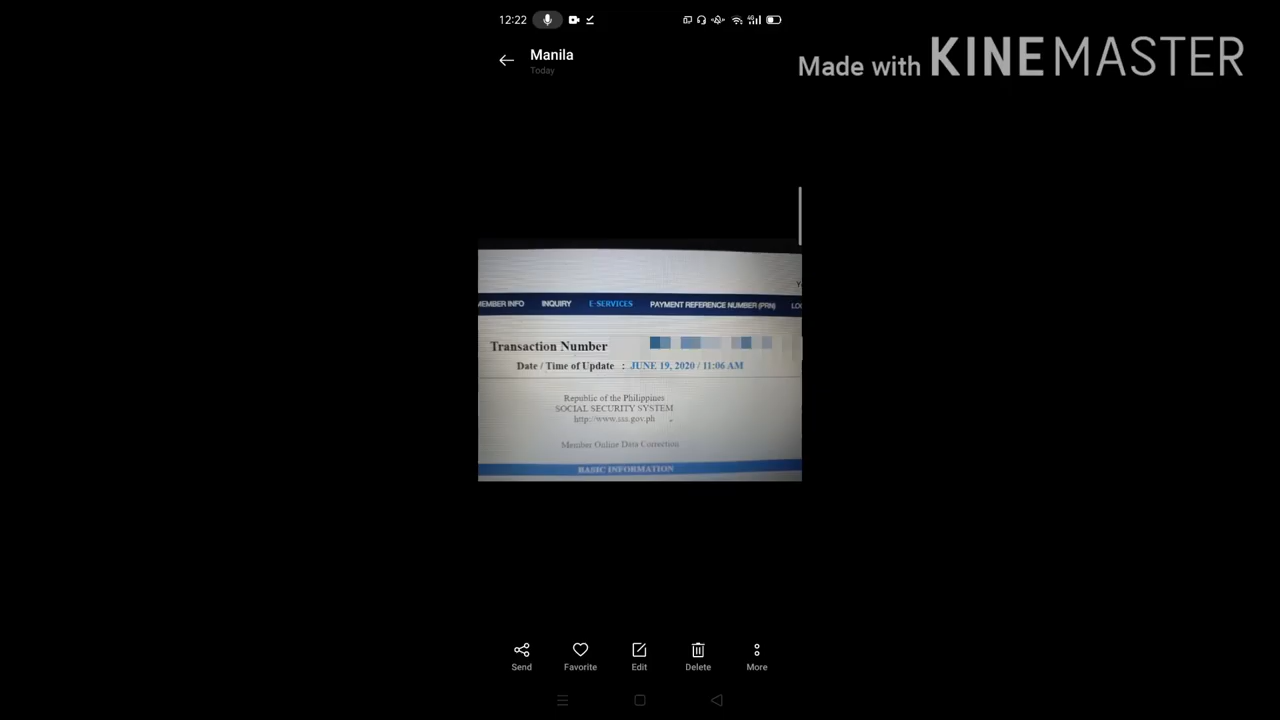 12:22
Manila
Today
Made with KINEMASTER
MEMBER INFO INQUIRY E-SERVICES PAYMENT REFERENCE NUMBER (PRN)
Transaction Number
Date / Time of Update : JUNE 19, 2020 / 11:06 AM
Republic of the Philippines
SOCIAL SECURITY SYSTEM
http://www.sss.gov.ph
Member Online Data Correction
BASIC INFORMATION
Send Favorite Edit Delete More